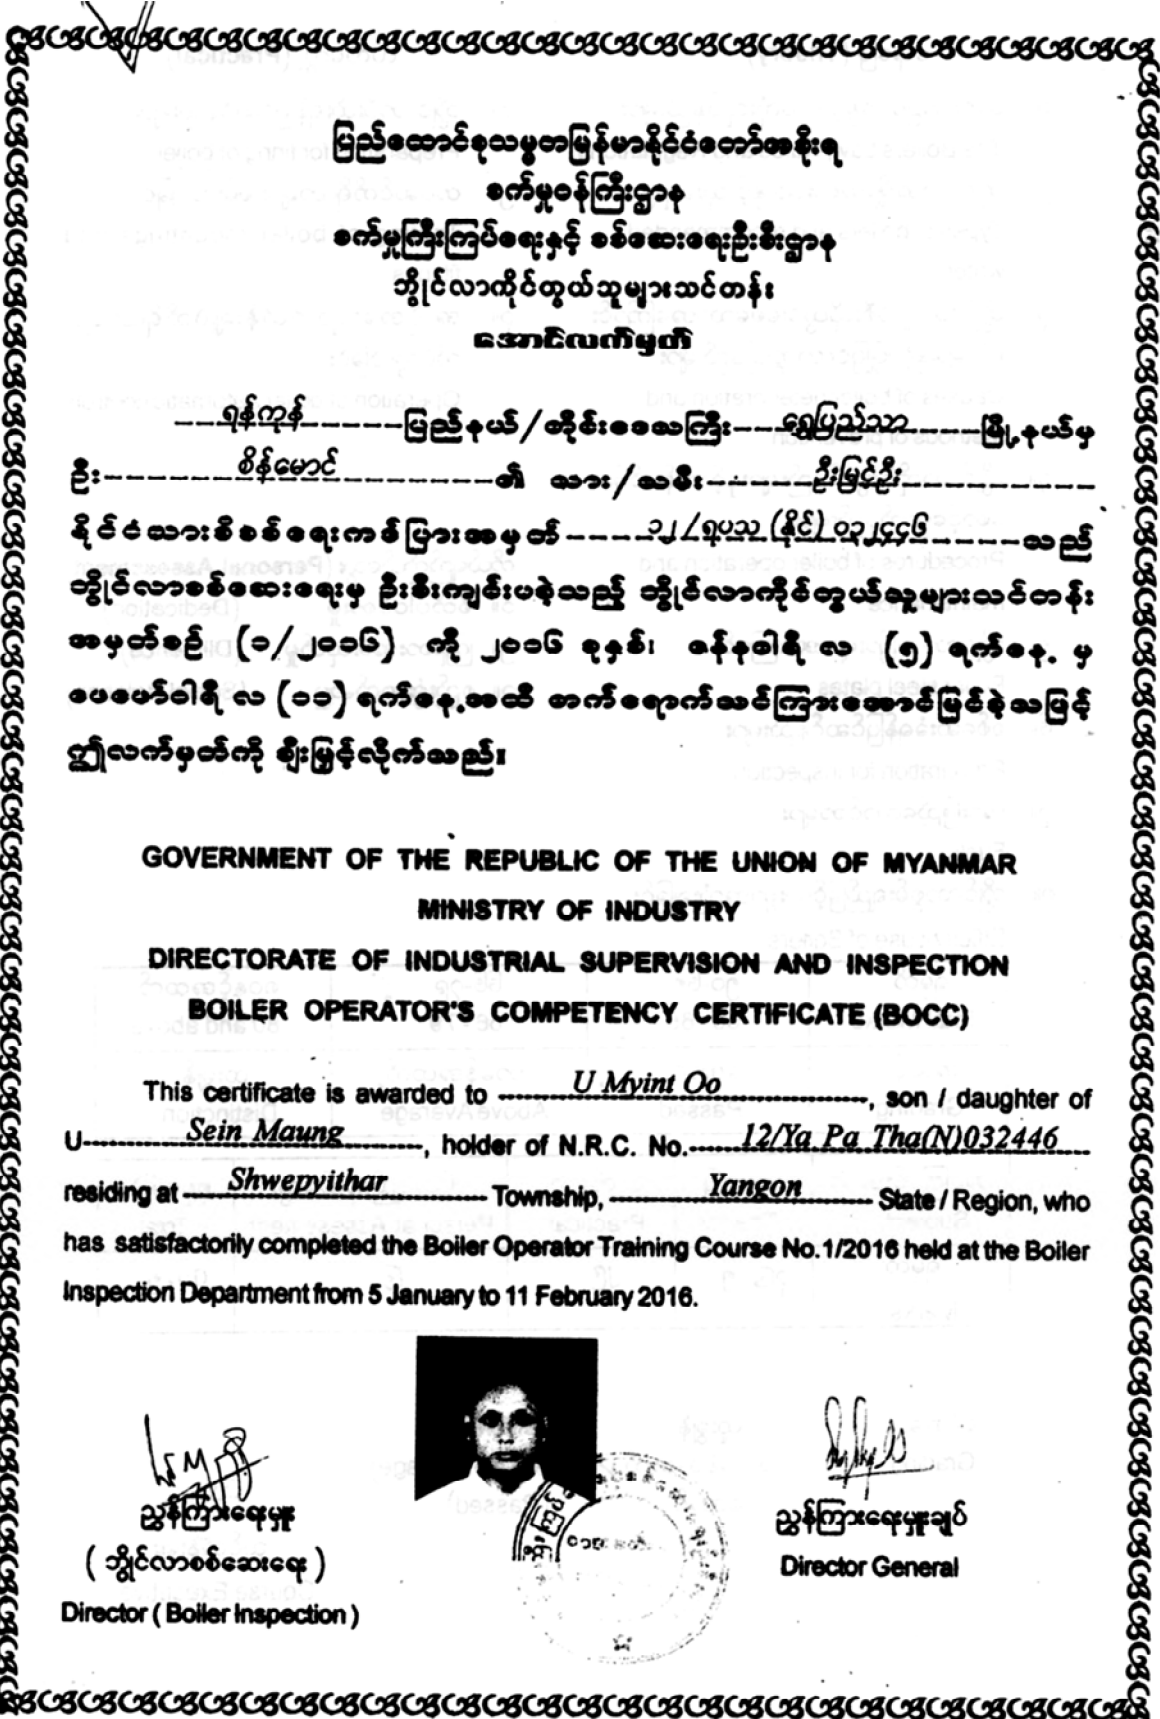 ပြည်ထောင်စုသမ္မတမြန်မာနိုင်ငံတော်အစိုးရ
စက်မှုဝန်ကြီးဌာန
စက်မှုကြီးကြပ်ရေးနှင့် စစ်ဆေးရေးဦးစီးဌာန
ဘွိုင်လာကိုင်တွယ်သူများသင်တန်း
အောင်လက်မှတ်
--ရန်ကုန်------ပြည်နယ်/တိုင်းဒေသကြီး---ရွှေပြည်သာ----မြို့နယ်မှ
ဦး---------စိန်မောင်----------၏ သား/သမီး------ဦးမြင့်ဦး----------
နိုင်ငံသားစိစစ်ရေးကဒ်ပြားအမှတ်----၁၂/ရပသ (နိုင်) ၀၃၂၄၄၆-----သည်
ဘွိုင်လာစစ်ဆေးရေးမှ ဦးစီးကျင်းပခဲ့သည့် ဘွိုင်လာကိုင်တွယ်သူများသင်တန်း
အမှတ်စဉ် (၁/၂၀၁၆) ကို ၂၀၁၆ ခုနှစ်၊ ဇန်နဝါရီလ (၅) ရက်နေ့ မှ
ဖေဖော်ဝါရီလ (၁၁) ရက်နေ့အထိ တက်ရောက်သင်ကြားအောင်မြင်ခဲ့သဖြင့်
ဤလက်မှတ်ကို ချီးမြှင့်လိုက်သည်။
GOVERNMENT OF THE REPUBLIC OF THE UNION OF MYANMAR
MINISTRY OF INDUSTRY
DIRECTORATE OF INDUSTRIAL SUPERVISION AND INSPECTION
BOILER OPERATOR'S COMPETENCY CERTIFICATE (BOCC)
This certificate is awarded to ------U Myint Oo------------, son / daughter of
U---------Sein Maung-------, holder of N.R.C. No.-----12/Ya Pa Tha(N)032446---
residing at ----Shwepyithar-------- Township, --------Yangon------ State / Region, who
has satisfactorily completed the Boiler Operator Training Course No.1/2016 held at the Boiler
Inspection Department from 5 January to 11 February 2016.
ညွှန်ကြားရေးမှူး
( ဘွိုင်လာစစ်ဆေးရေး )
Director ( Boiler Inspection )
ညွှန်ကြားရေးမှူးချုပ်
Director General